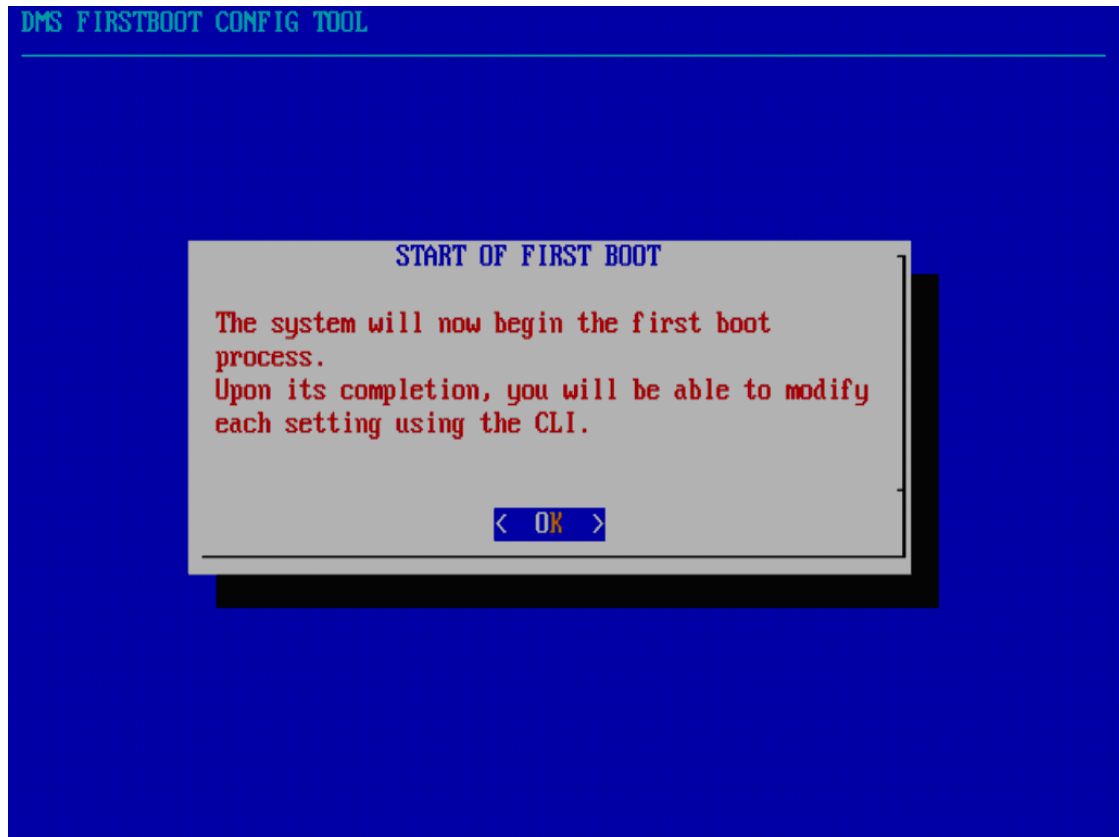 DMS FIRSTBOOT CONFIG TOOL
START OF FIRST BOOT
The system will now begin the first boot
process.
Upon its completion, you will be able to modify
each setting using the CLI.
< OK >